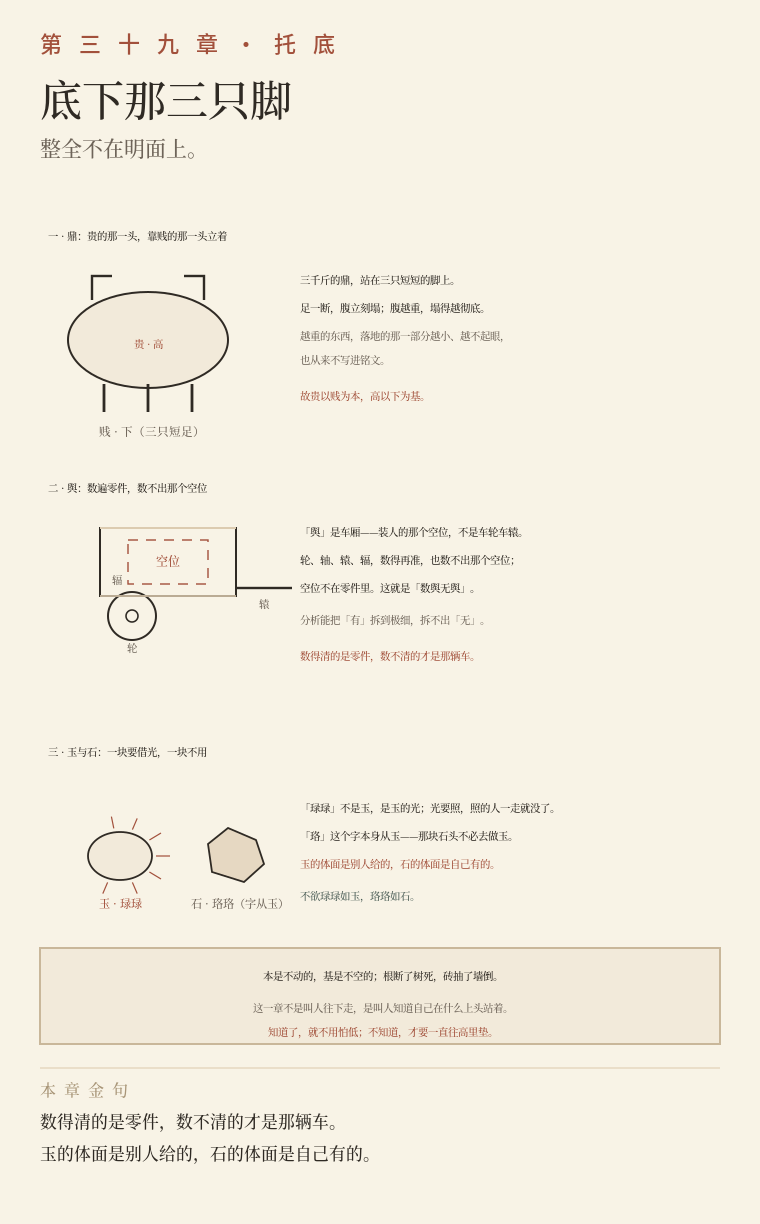 第三十九章·托底
底下那三只脚
整全不在明面上。
一·鼎：贵的那一头，靠贱的那一头立着
贵·高
贱·下（三只短足）
三千斤的鼎，站在三只短短的脚上。
足一断，腹立刻塌；腹越重，塌得越彻底。
越重的东西，落地的那一部分越小、越不起眼，
也从来不写进铭文。
故贵以贱为本，高以下为基。
二·舆：数遍零件，数不出那个空位
空位
辐
辕
轮
「舆」是车厢——装人的那个空位，不是车轮车辕。
轮、轴、辕、辐，数得再准，也数不出那个空位；
空位不在零件里。这就是「数舆无舆」。
分析能把「有」拆到极细，拆不出「无」。
数得清的是零件，数不清的才是那辆车。
三·玉与石：一块要借光，一块不用
玉·琭琭
石·珞珞（字从玉）
「琭琭」不是玉，是玉的光；光要照，照的人一走就没了。
「珞」这个字本身从玉——那块石头不必去做玉。
玉的体面是别人给的，石的体面是自己有的。
不欲琭琭如玉，珞珞如石。
本是不动的，基是不空的；根断了树死，砖抽了墙倒。
这一章不是叫人往下走，是叫人知道自己在什么上头站着。
知道了，就不用怕低；不知道，才要一直往高里垫。
本章金句
数得清的是零件，数不清的才是那辆车。
玉的体面是别人给的，石的体面是自己有的。